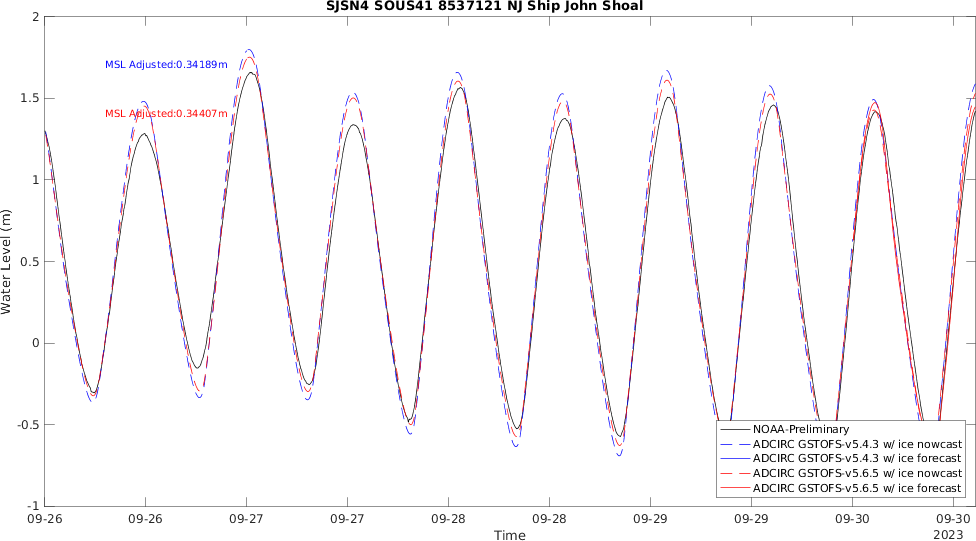 SJSN4 SOUS41 8537121 NJ Ship John Shoal
2
1.5
1
0.5
0
-0.5
-1
Water Level (m)
MSL Adjusted:0.34189m
MSL Adjusted:0.34407m
NOAA-Preliminary
ADCIRC GSTOFS-v5.4.3 w/ ice nowcast
ADCIRC GSTOFS-v5.4.3 w/ ice forecast
ADCIRC GSTOFS-v5.6.5 w/ ice nowcast
ADCIRC GSTOFS-v5.6.5 w/ ice forecast
09-26 09-26 09-27 09-27 09-28 09-28 09-29 09-29 09-30 09-30
Time
2023